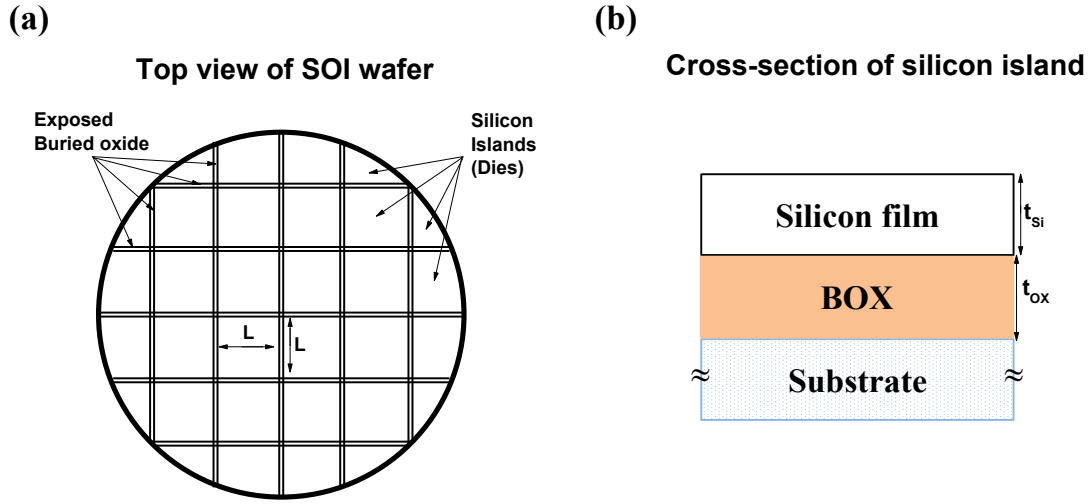 (a)
Top view of SOI wafer
Exposed
Buried oxide
Silicon
Islands
(Dies)
L
L
(b)
Cross-section of silicon island
Silicon film
tSi
BOX
tOX
≈ Substrate ≈